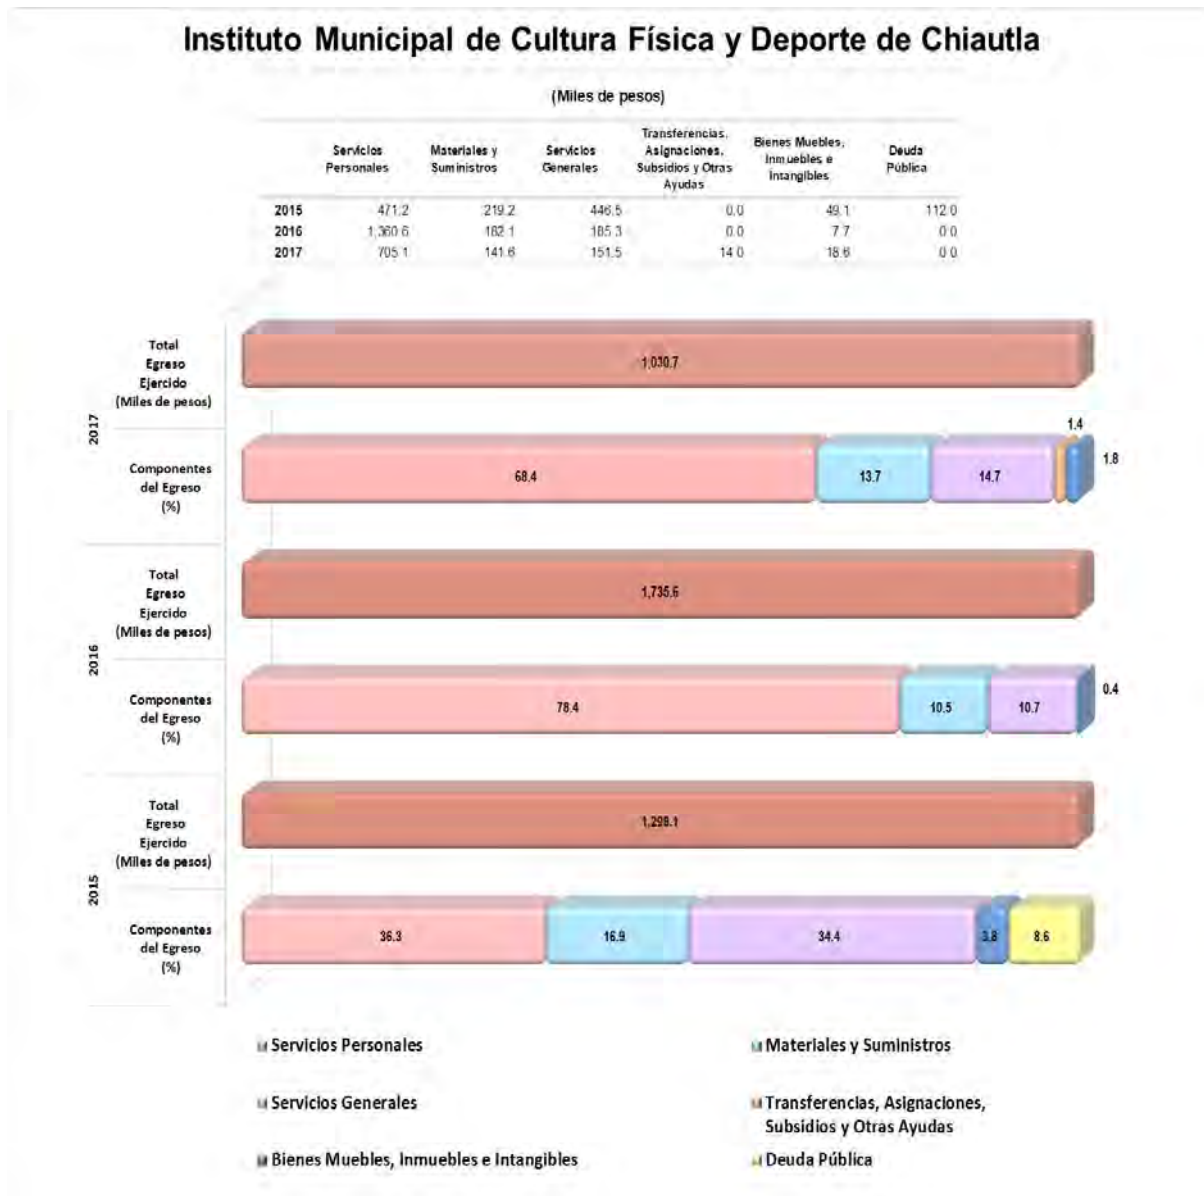 Instituto Municipal de Cultura Física y Deporte de Chiautla
(Miles de pesos)
Servicios Personales
Materiales y Suministros
Servicios Generales
Transferencias, Asignaciones, Subsidios y Otras Ayudas
Bienes Muebles, Inmuebles e Intangibles
Deuda Pública
2015 471.2 219.2 446.5 0.0 49.1 112.0
2016 1,360.6 182.1 185.3 0.0 7.7 0.0
2017 705.1 141.6 151.5 14.0 18.6 0.0
2017
Total
Egreso
Ejercido
(Miles de pesos)
1,030.7
Componentes
del Egreso
(%)
68.4 13.7 14.7 1.4 1.8
2016
Total
Egreso
Ejercido
(Miles de pesos)
1,735.6
Componentes
del Egreso
(%)
78.4 10.5 10.7 0.4
2015
Total
Egreso
Ejercido
(Miles de pesos)
1,298.1
Componentes
del Egreso
(%)
36.3 16.9 34.4 3.8 8.6
Servicios Personales
Materiales y Suministros
Servicios Generales
Transferencias, Asignaciones,
Subsidios y Otras Ayudas
Bienes Muebles, Inmuebles e Intangibles
Deuda Pública